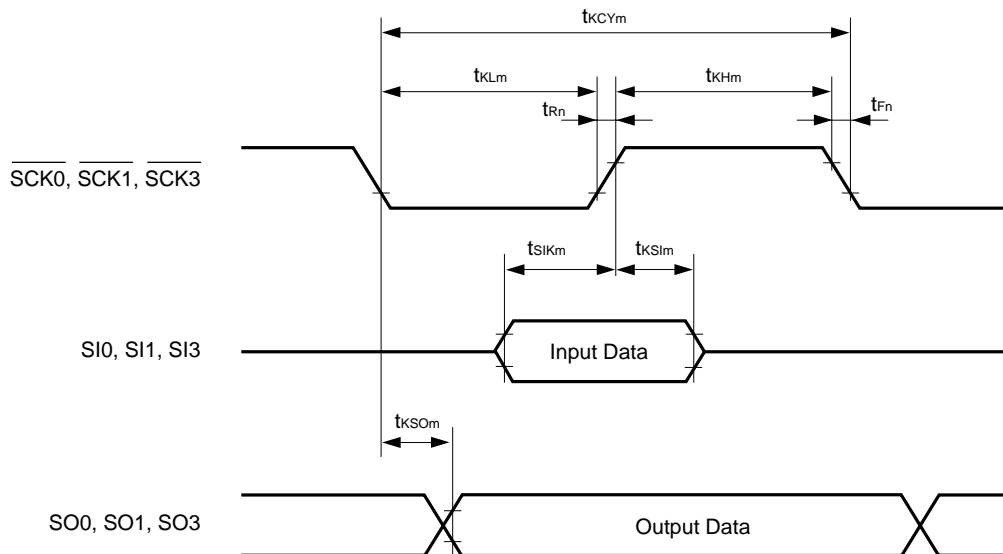 tKCYm
tKLm
tKHm
tRn
tFn
SCK0, SCK1, SCK3
tSIKm
tKSIm
SI0, SI1, SI3
Input Data
tKSOm
SO0, SO1, SO3
Output Data